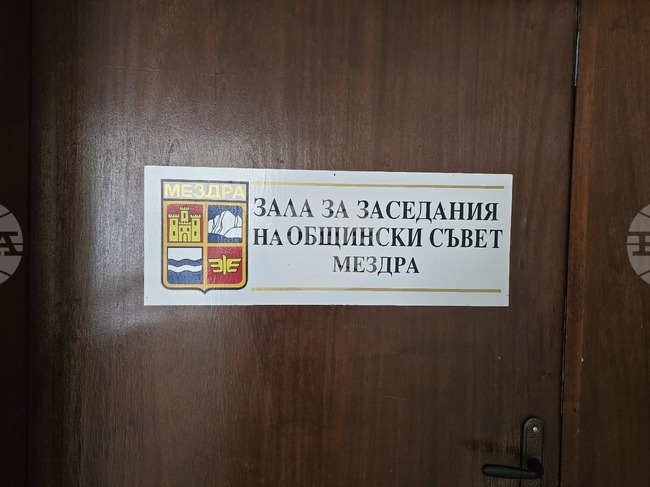 МЕЗДРА
ЗАЛА ЗА ЗАСЕДАНИЯ
НА ОБЩИНСКИ СЪВЕТ
МЕЗДРА